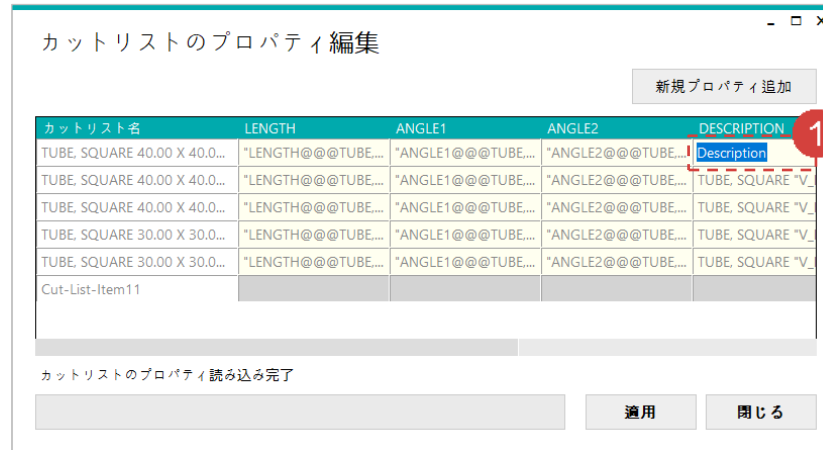 カットリストのプロパティ編集
新規プロパティ追加
カットリスト名 LENGTH ANGLE1 ANGLE2 DESCRIPTION 1
TUBE, SQUARE 40.00 X 40.0... "LENGTH@@@TUBE,... "ANGLE1@@@TUBE,... "ANGLE2@@@TUBE,... Description
TUBE, SQUARE 40.00 X 40.0... "LENGTH@@@TUBE,... "ANGLE1@@@TUBE,... "ANGLE2@@@TUBE,... TUBE, SQUARE "V_
TUBE, SQUARE 40.00 X 40.0... "LENGTH@@@TUBE,... "ANGLE1@@@TUBE,... "ANGLE2@@@TUBE,... TUBE, SQUARE "V_
TUBE, SQUARE 30.00 X 30.0... "LENGTH@@@TUBE,... "ANGLE1@@@TUBE,... "ANGLE2@@@TUBE,... TUBE, SQUARE "V_
TUBE, SQUARE 30.00 X 30.0... "LENGTH@@@TUBE,... "ANGLE1@@@TUBE,... "ANGLE2@@@TUBE,... TUBE, SQUARE "V_
Cut-List-Item11
カットリストのプロパティ読み込み完了
適用 閉じる